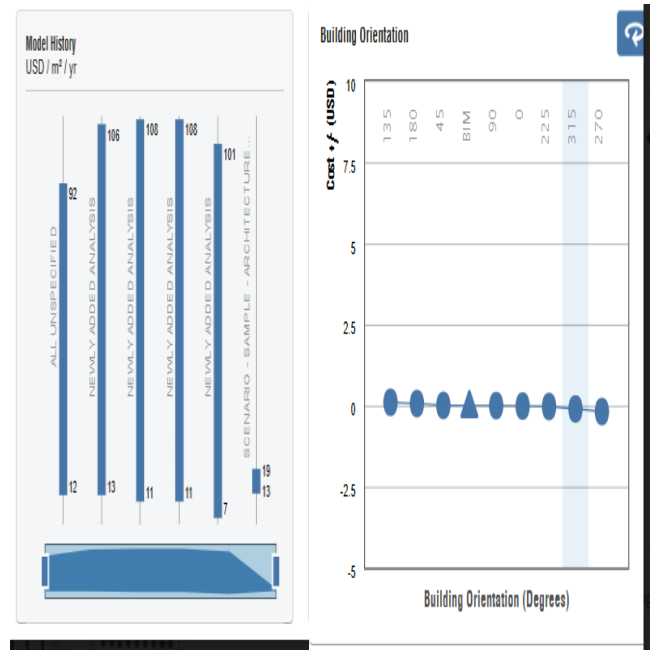 Model History
USD / m² / yr
92
12
ALL UNSPECIFIED
106
13
NEWLY ADDED ANALYSIS
108
11
NEWLY ADDED ANALYSIS
108
11
NEWLY ADDED ANALYSIS
101
7
NEWLY ADDED ANALYSIS
19
13
SCENARIO - SAMPLE - ARCHITECTURE...
Building Orientation
Cost +/- (USD)
10
7.5
5
2.5
0
-2.5
-5
135
180
45
BIM
90
0
225
315
270
Building Orientation (Degrees)